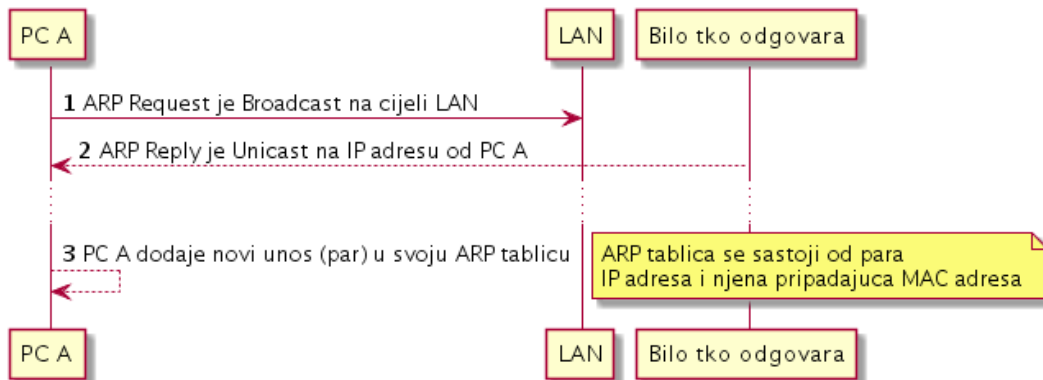 PC A
LAN
Bilo tko odgovara
1 ARP Request je Broadcast na cijeli LAN
2 ARP Reply je Unicast na IP adresu od PC A
3 PC A dodaje novi unos (par) u svoju ARP tablicu
ARP tablica se sastoji od para
IP adresa i njena pripadajuca MAC adresa
PC A
LAN
Bilo tko odgovara